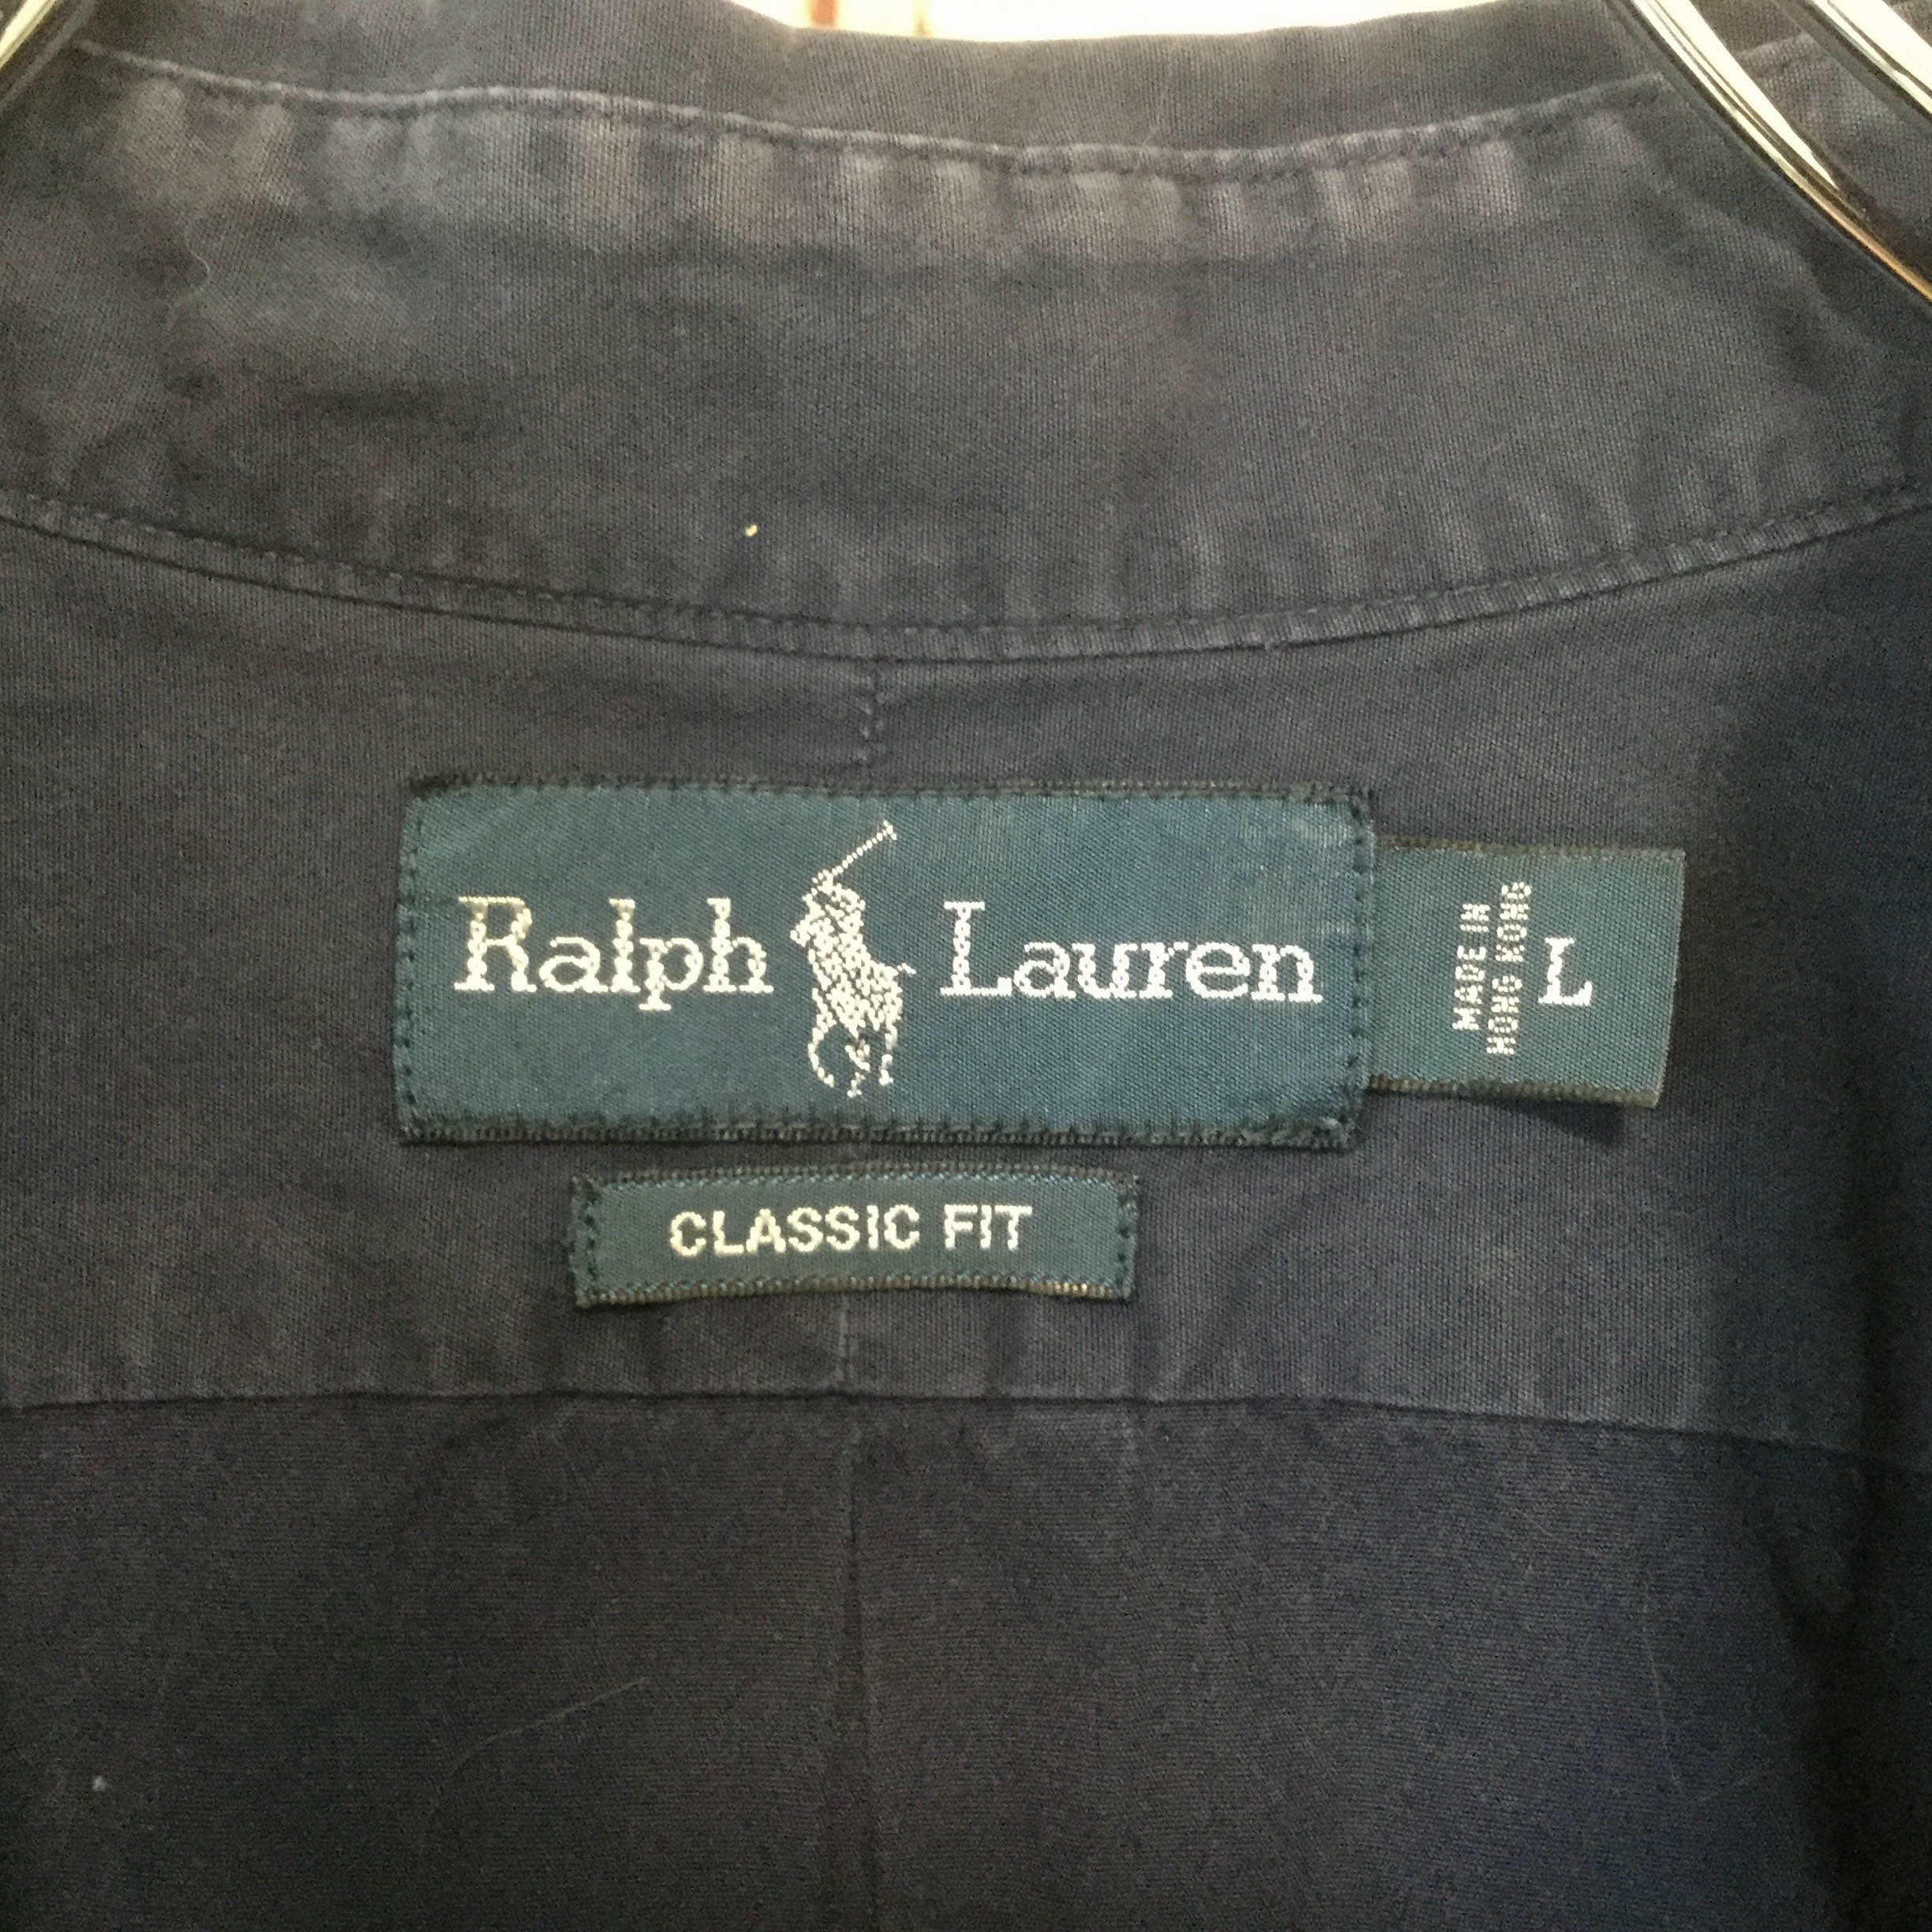 Ralph Lauren
MADE IN
HONG KONG
L
CLASSIC FIT